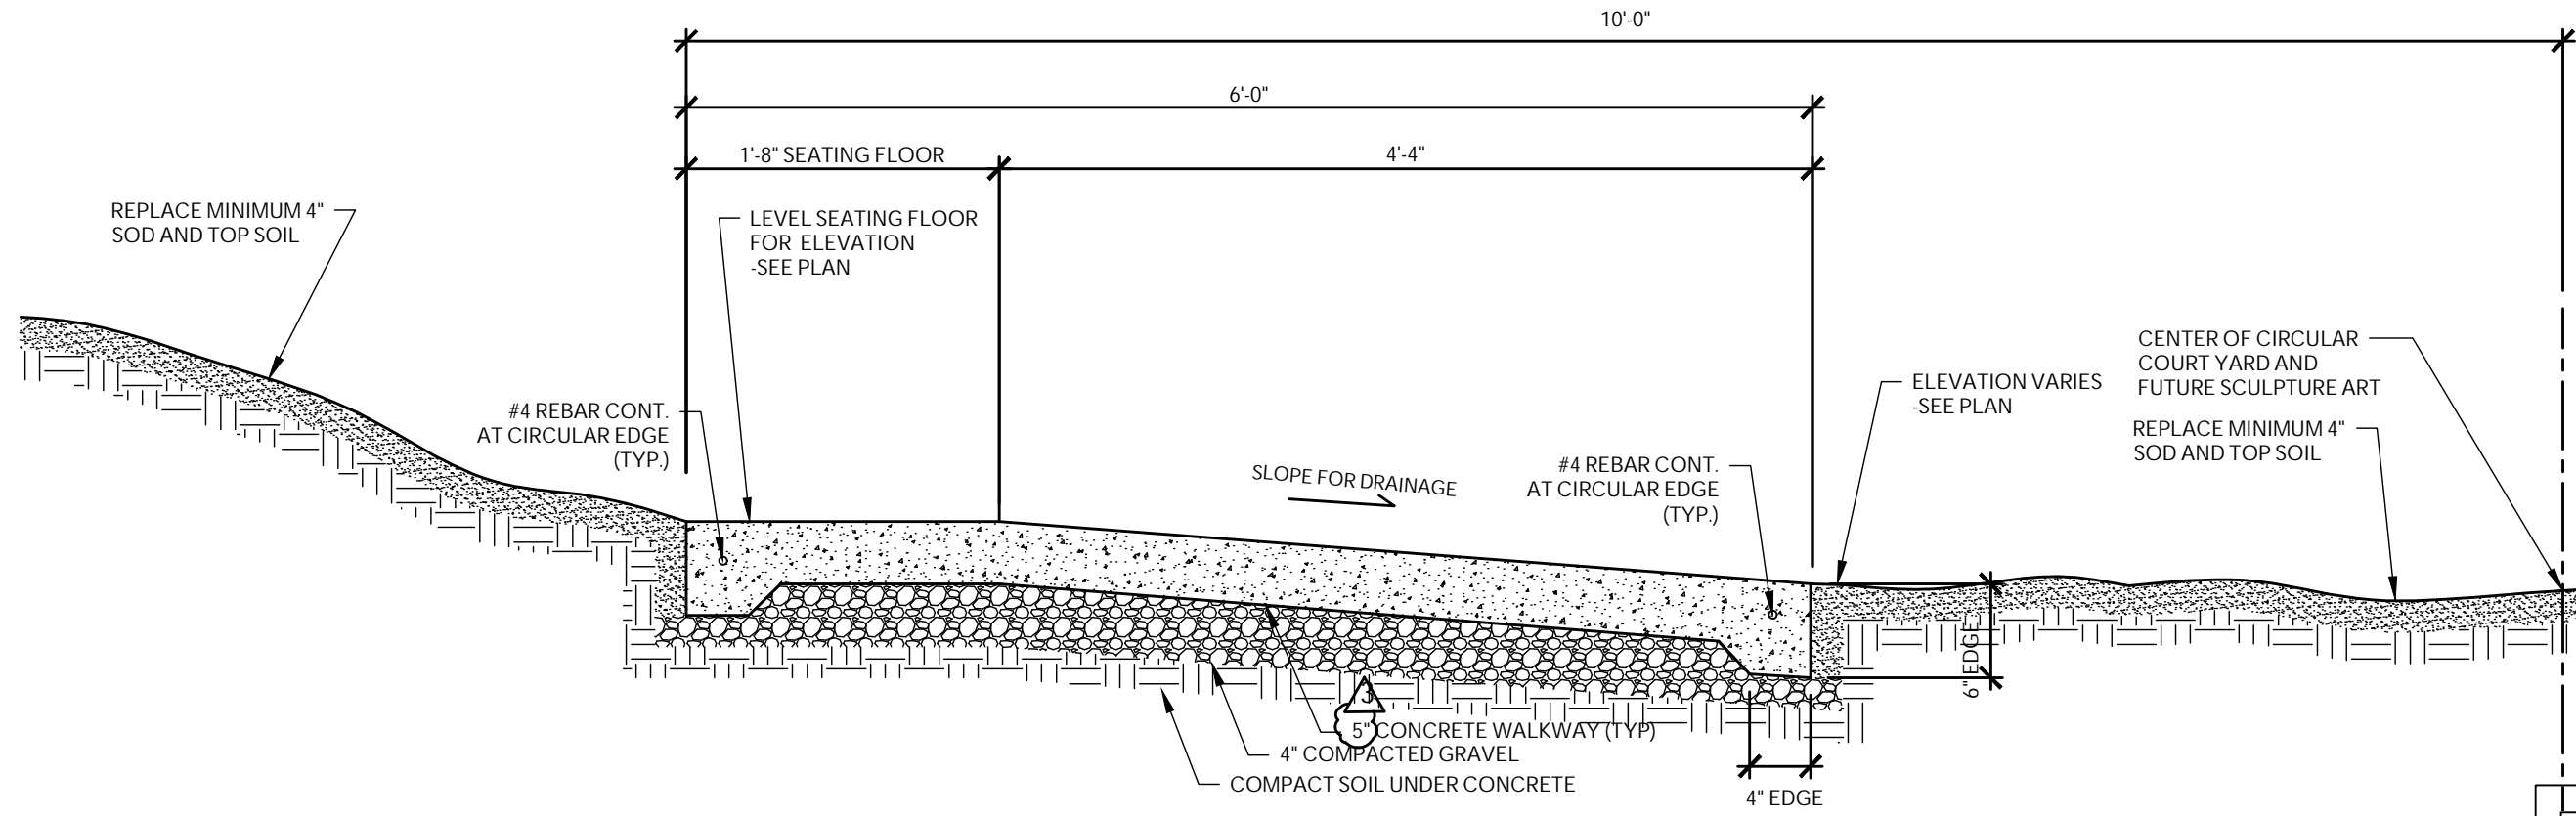 10'-0"
6'-0"
1'-8" SEATING FLOOR
4'-4"
REPLACE MINIMUM 4"
SOD AND TOP SOIL
LEVEL SEATING FLOOR
FOR ELEVATION
-SEE PLAN
#4 REBAR CONT.
AT CIRCULAR EDGE
(TYP.)
SLOPE FOR DRAINAGE
#4 REBAR CONT.
AT CIRCULAR EDGE
(TYP.)
ELEVATION VARIES
-SEE PLAN
CENTER OF CIRCULAR
COURT YARD AND
FUTURE SCULPTURE ART
REPLACE MINIMUM 4"
SOD AND TOP SOIL
6" EDGE
3
5" CONCRETE WALKWAY (TYP)
4" COMPACTED GRAVEL
COMPACT SOIL UNDER CONCRETE
4" EDGE